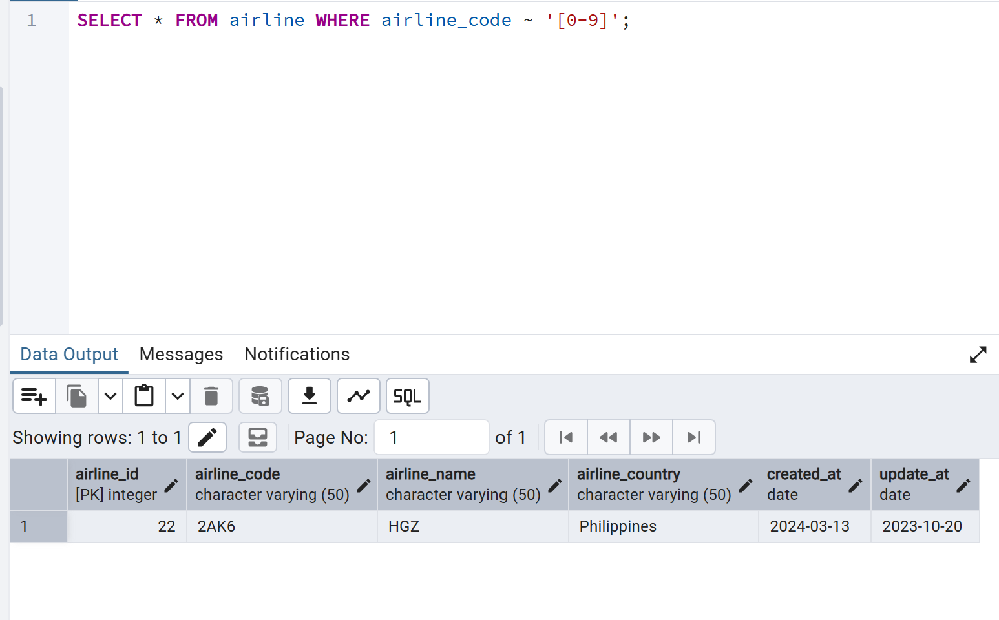 1 SELECT * FROM airline WHERE airline_code ~ '[0-9]';
Data Output Messages Notifications
SQL
Showing rows: 1 to 1 Page No: 1 of 1
airline_id airline_code airline_name airline_country created_at update_at
[PK] integer character varying (50) character varying (50) character varying (50) date date
1 22 2AK6 HGZ Philippines 2024-03-13 2023-10-20